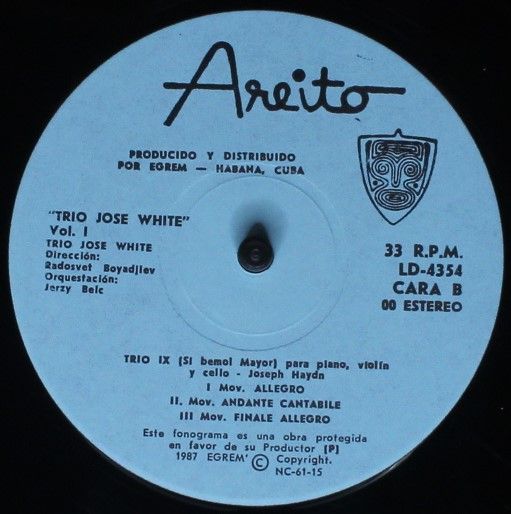 Areito
PRODUCIDO Y DISTRIBUIDO
POR EGREM — HABANA, CUBA
"TRIO JOSE WHITE"
Vol. I
TRIO JOSE WHITE
Dirección:
Radosvet Boyadjiev
Orquestación:
Jerzy Belc
33 R.P.M.
LD-4354
CARA B
00 ESTEREO
TRIO IX (Si bemol Mayor) para piano, violín
y cello - Joseph Haydn
I Mov. ALLEGRO
II. Mov. ANDANTE CANTABILE
III Mov. FINALE ALLEGRO
Este fonograma es una obra protegida
en favor de su Productor [P]
1987 EGREM' © Copyright.
NC-61-15